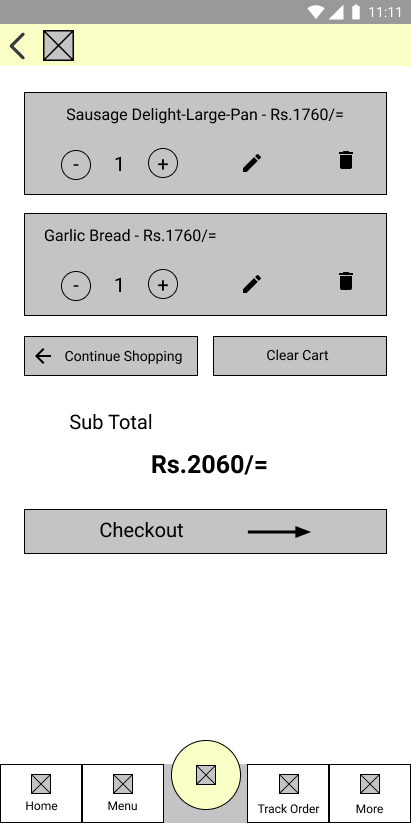 11:11
Sausage Delight-Large-Pan - Rs.1760/=
- 1 +
Garlic Bread - Rs.1760/=
- 1 +
Continue Shopping
Clear Cart
Sub Total
Rs.2060/=
Checkout
Home
Menu
Track Order
More